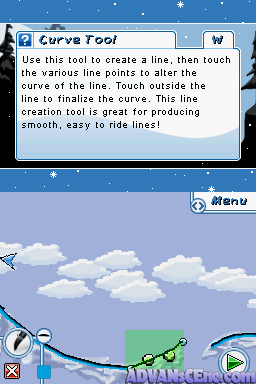 ? Curve Tool
W
Use this tool to create a line, then touch
the various line points to alter the
curve of the line. Touch outside the
line to finalize the curve. This line
creation tool is great for producing
smooth, easy to ride lines!
Menu
ADVANSCEne.com